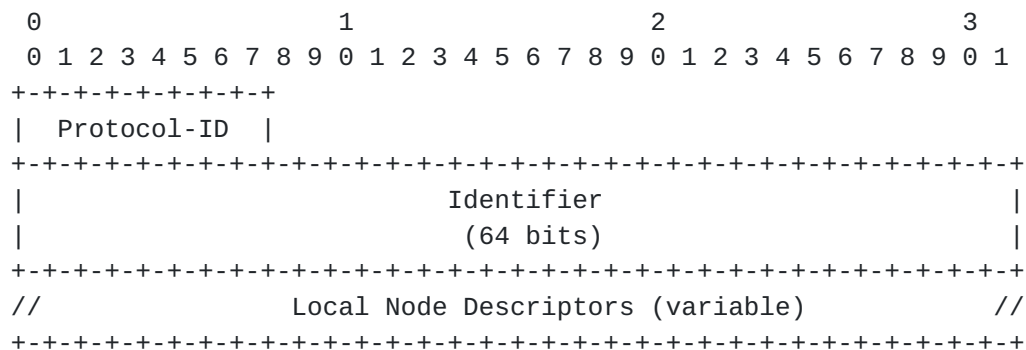 0                   1                   2                   3
 0 1 2 3 4 5 6 7 8 9 0 1 2 3 4 5 6 7 8 9 0 1 2 3 4 5 6 7 8 9 0 1
+-+-+-+-+-+-+-+-+
|  Protocol-ID  |
+-+-+-+-+-+-+-+-+-+-+-+-+-+-+-+-+-+-+-+-+-+-+-+-+-+-+-+-+-+-+-+-+
|                           Identifier                          |
|                            (64 bits)                          |
+-+-+-+-+-+-+-+-+-+-+-+-+-+-+-+-+-+-+-+-+-+-+-+-+-+-+-+-+-+-+-+-+
//                Local Node Descriptors (variable)            //
+-+-+-+-+-+-+-+-+-+-+-+-+-+-+-+-+-+-+-+-+-+-+-+-+-+-+-+-+-+-+-+-+